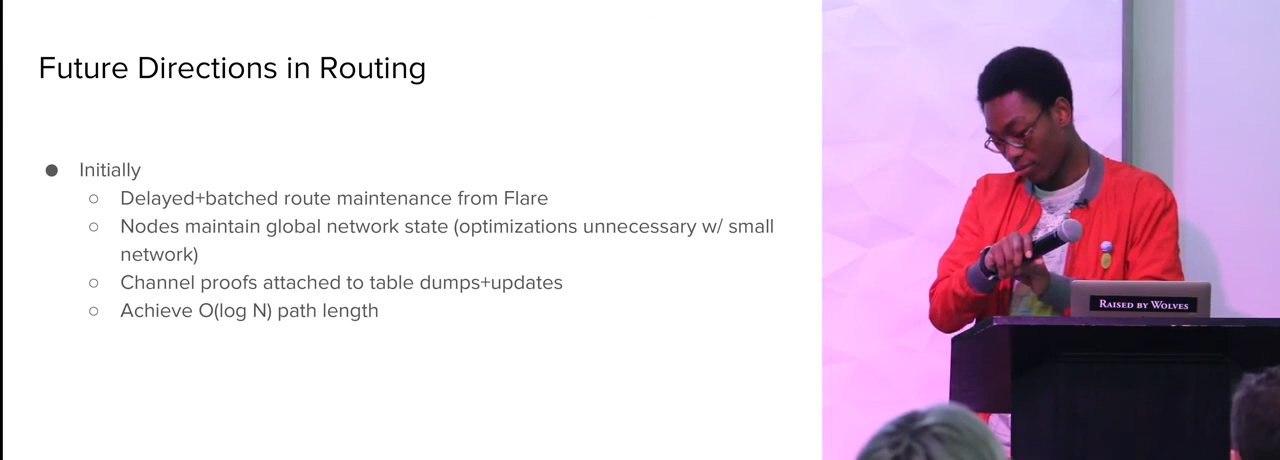 Future Directions in Routing
● Initially
○ Delayed+batched route maintenance from Flare
○ Nodes maintain global network state (optimizations unnecessary w/ small
network)
○ Channel proofs attached to table dumps+updates
○ Achieve O(log N) path length
RAISED BY WOLVES